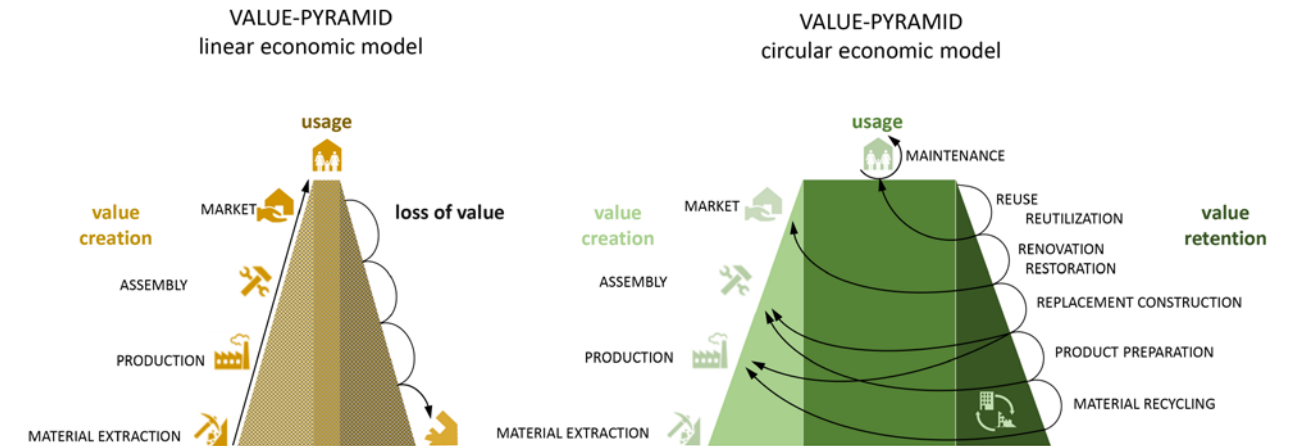 VALUE-PYRAMID
linear economic model
usage
MARKET
value
creation
loss of value
ASSEMBLY
PRODUCTION
MATERIAL EXTRACTION
VALUE-PYRAMID
circular economic model
usage
MAINTENANCE
MARKET
REUSE
REUTILIZATION
value
creation
value
retention
RENOVATION
RESTORATION
ASSEMBLY
REPLACEMENT CONSTRUCTION
PRODUCTION
PRODUCT PREPARATION
MATERIAL RECYCLING
MATERIAL EXTRACTION